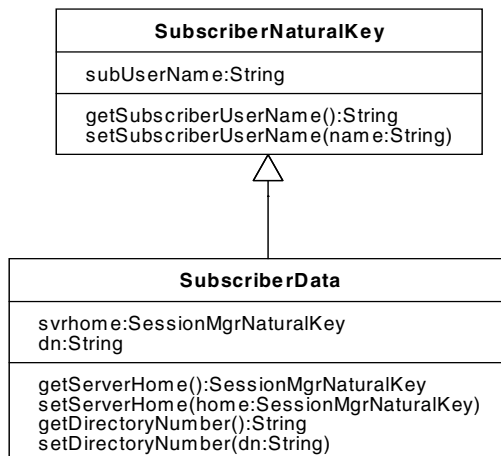 SubscriberNaturalKey
subUserName:String
getSubscriberUserName():String
setSubscriberUserName(name:String)
SubscriberData
svrhome:SessionMgrNaturalKey
dn:String
getServerHome():SessionMgrNaturalKey
setServerHome(home:SessionMgrNaturalKey)
getDirectoryNumber():String
setDirectoryNumber(dn:String)